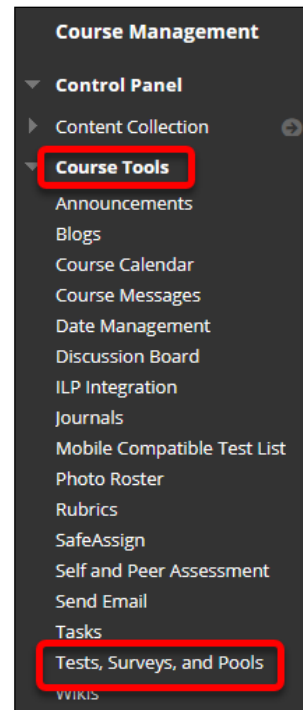 Course Management
Control Panel
Content Collection
Course Tools
Announcements
Blogs
Course Calendar
Course Messages
Date Management
Discussion Board
ILP Integration
Journals
Mobile Compatible Test List
Photo Roster
Rubrics
SafeAssign
Self and Peer Assessment
Send Email
Tasks
Tests, Surveys, and Pools
Wikis